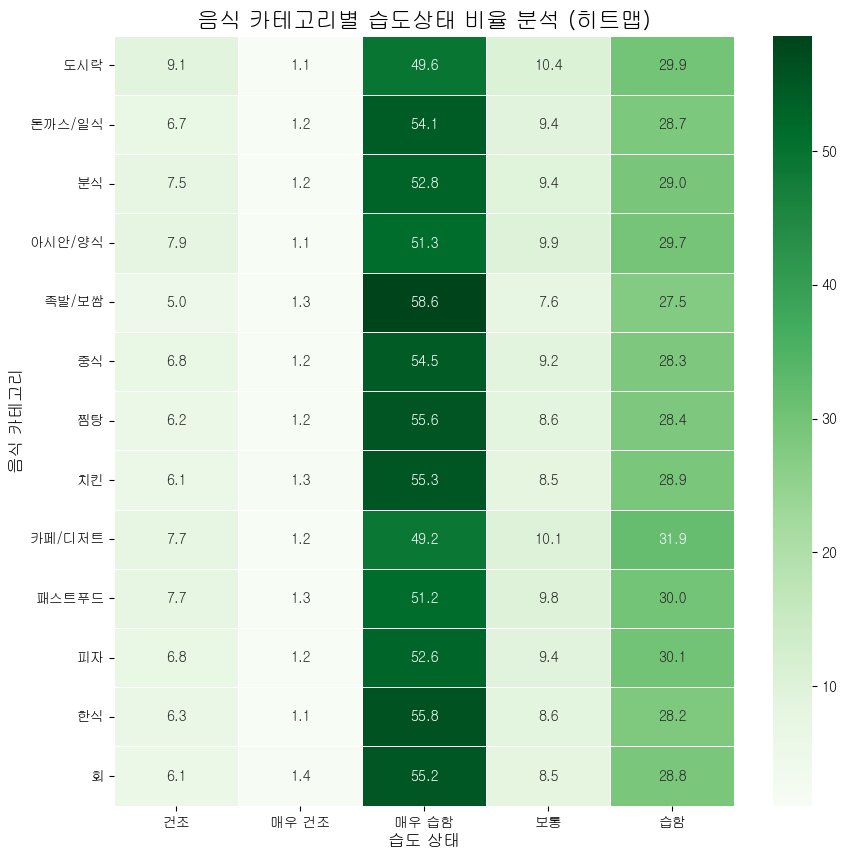 음식 카테고리별 습도상태 비율 분석 (히트맵)
음식 카테고리
도시락 9.1 1.1 49.6 10.4 29.9
돈까스/일식 6.7 1.2 54.1 9.4 28.7
분식 7.5 1.2 52.8 9.4 29.0
아시안/양식 7.9 1.1 51.3 9.9 29.7
족발/보쌈 5.0 1.3 58.6 7.6 27.5
중식 6.8 1.2 54.5 9.2 28.3
찜탕 6.2 1.2 55.6 8.6 28.4
치킨 6.1 1.3 55.3 8.5 28.9
카페/디저트 7.7 1.2 49.2 10.1 31.9
패스트푸드 7.7 1.3 51.2 9.8 30.0
피자 6.8 1.2 52.6 9.4 30.1
한식 6.3 1.1 55.8 8.6 28.2
회 6.1 1.4 55.2 8.5 28.8
건조 매우 건조 매우 습함 보통 습함
습도 상태
50
40
30
20
10